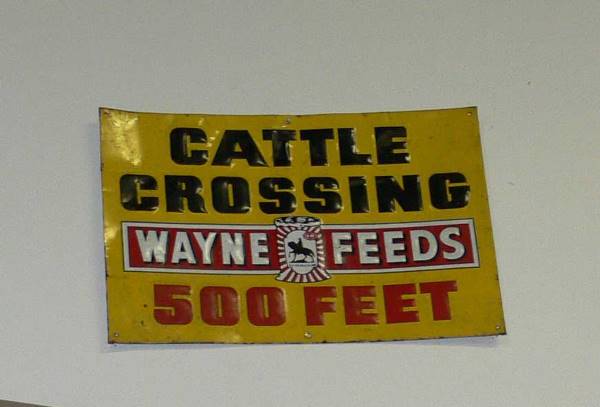 CATTLE
CROSSING
WAYNE FEEDS
500 FEET